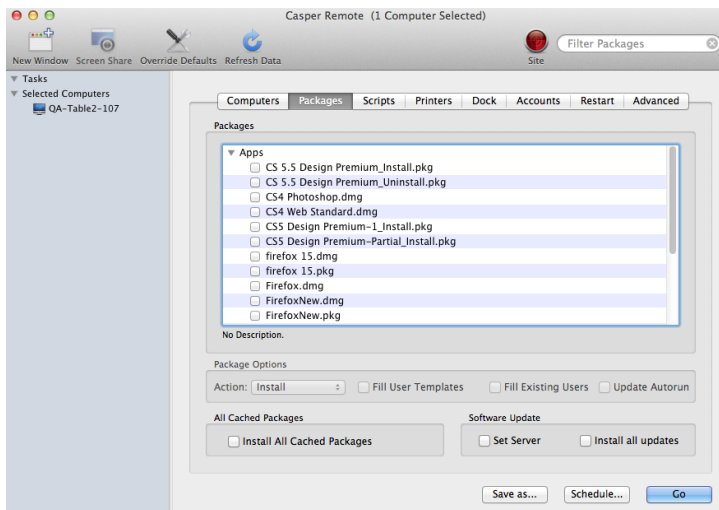 Casper Remote (1 Computer Selected)
New Window Screen Share Override Defaults Refresh Data
Site
Filter Packages
Tasks
Selected Computers
QA-Table2-107
Computers Packages Scripts Printers Dock Accounts Restart Advanced
Packages
Apps
CS 5.5 Design Premium_Install.pkg
CS 5.5 Design Premium_Uninstall.pkg
CS4 Photoshop.dmg
CS4 Web Standard.dmg
CS5 Design Premium-1_Install.pkg
CS5 Design Premium-Partial_Install.pkg
firefox 15.dmg
firefox 15.pkg
Firefox.dmg
FirefoxNew.dmg
FirefoxNew.pkg
No Description.
Package Options
Action: Install Fill User Templates Fill Existing Users Update Autorun
All Cached Packages Software Update
Install All Cached Packages Set Server Install all updates
Save as... Schedule... Go